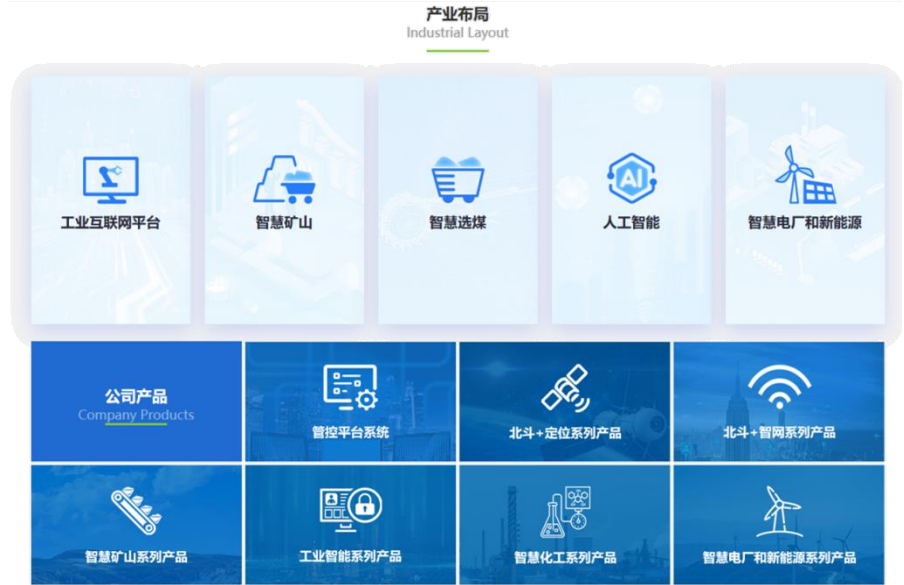 产业布局
Industrial Layout
工业互联网平台
智慧矿山
智慧选煤
AI
人工智能
智慧电厂和新能源
公司产品
Company Products
管控平台系统
北斗+定位系列产品
北斗+智网系列产品
智慧矿山系列产品
工业智能系列产品
智慧化工系列产品
智慧电厂和新能源系列产品